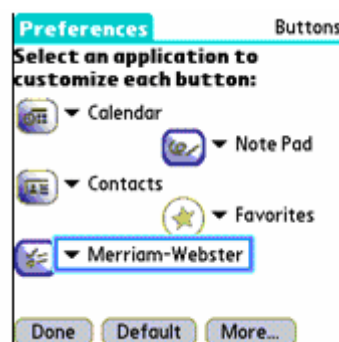 Preferences Buttons
Select an application to
customize each button:
Calendar
Note Pad
Contacts
Favorites
Merriam-Webster
Done Default More...